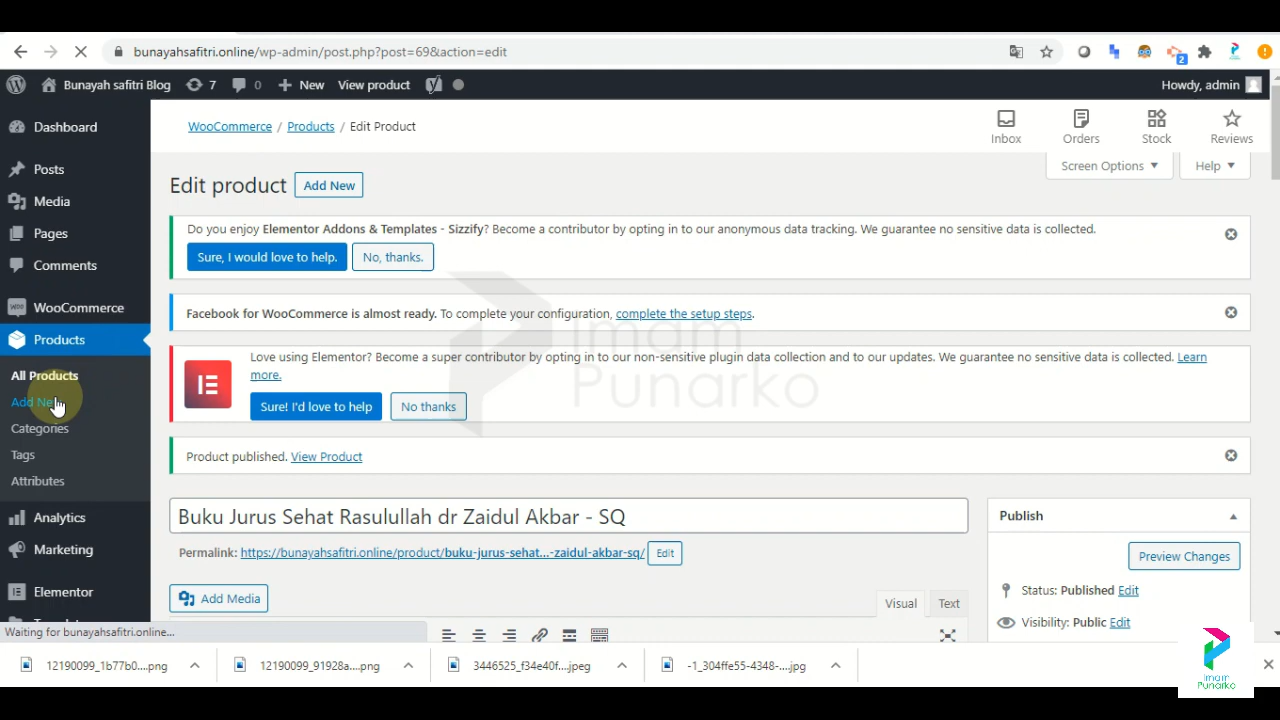 bunayahsafitri.online/wp-admin/post.php?post=69&action=edit
2
Bunayah safitri Blog
7
0
New
View product
Howdy, admin
Dashboard
Posts
Media
Pages
Comments
WooCommerce
Products
All Products
Add New
Categories
Tags
Attributes
Analytics
Marketing
Elementor
WooCommerce / Products / Edit Product
Inbox
Orders
Stock
Reviews
Screen Options
Help
Edit product
Add New
Do you enjoy Elementor Addons & Templates - Sizzify? Become a contributor by opting in to our anonymous data tracking. We guarantee no sensitive data is collected.
Sure, I would love to help.
No, thanks.
Facebook for WooCommerce is almost ready. To complete your configuration, complete the setup steps.
Love using Elementor? Become a super contributor by opting in to our non-sensitive plugin data collection and to our updates. We guarantee no sensitive data is collected. Learn
more.
Sure! I'd love to help
No thanks
Imam
Punarko
Product published. View Product
Buku Jurus Sehat Rasulullah dr Zaidul Akbar - SQ
Permalink: https://bunayahsafitri.online/product/buku-jurus-sehat...-zaidul-akbar-sq/
Edit
Add Media
Visual
Text
Publish
Preview Changes
Status: Published Edit
Visibility: Public Edit
Waiting for bunayahsafitri.online...
12190099_1b77b0....png
12190099_91928a....png
3446525_f34e40f....jpeg
-1_304ffe55-4348-....jpg
Imam
Punarko